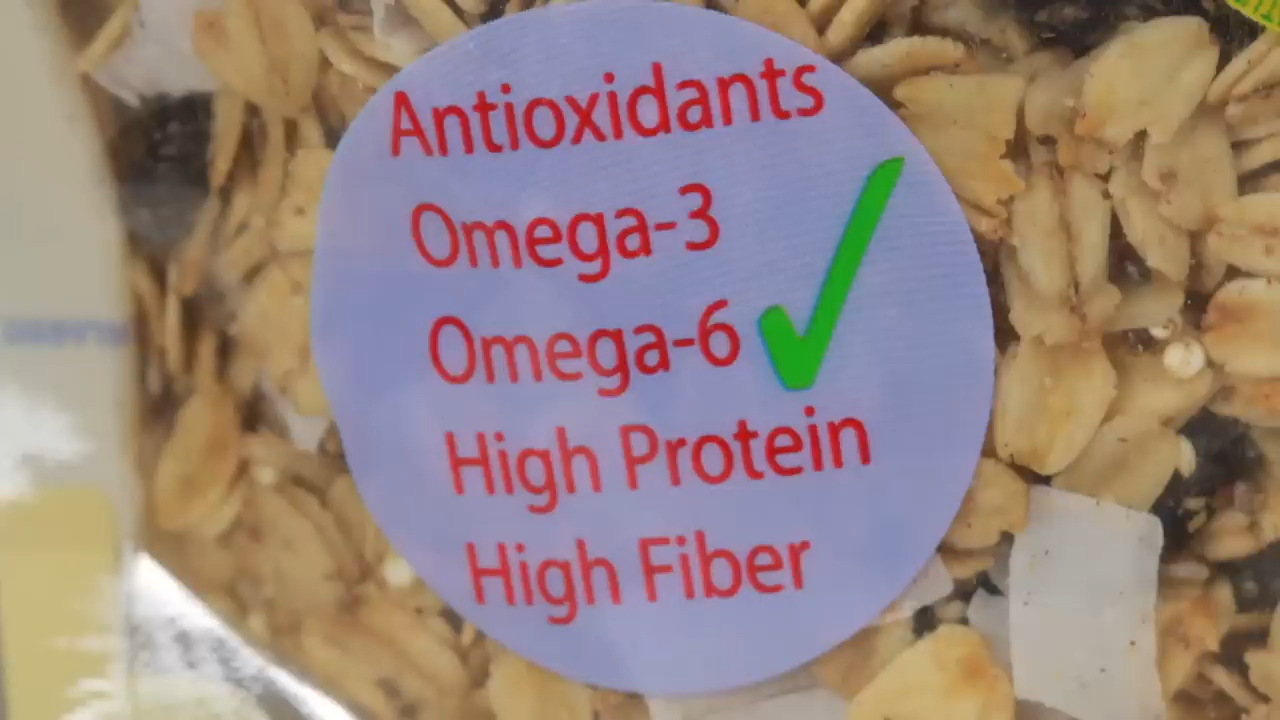 Antioxidants
Omega-3
Omega-6
High Protein
High Fiber